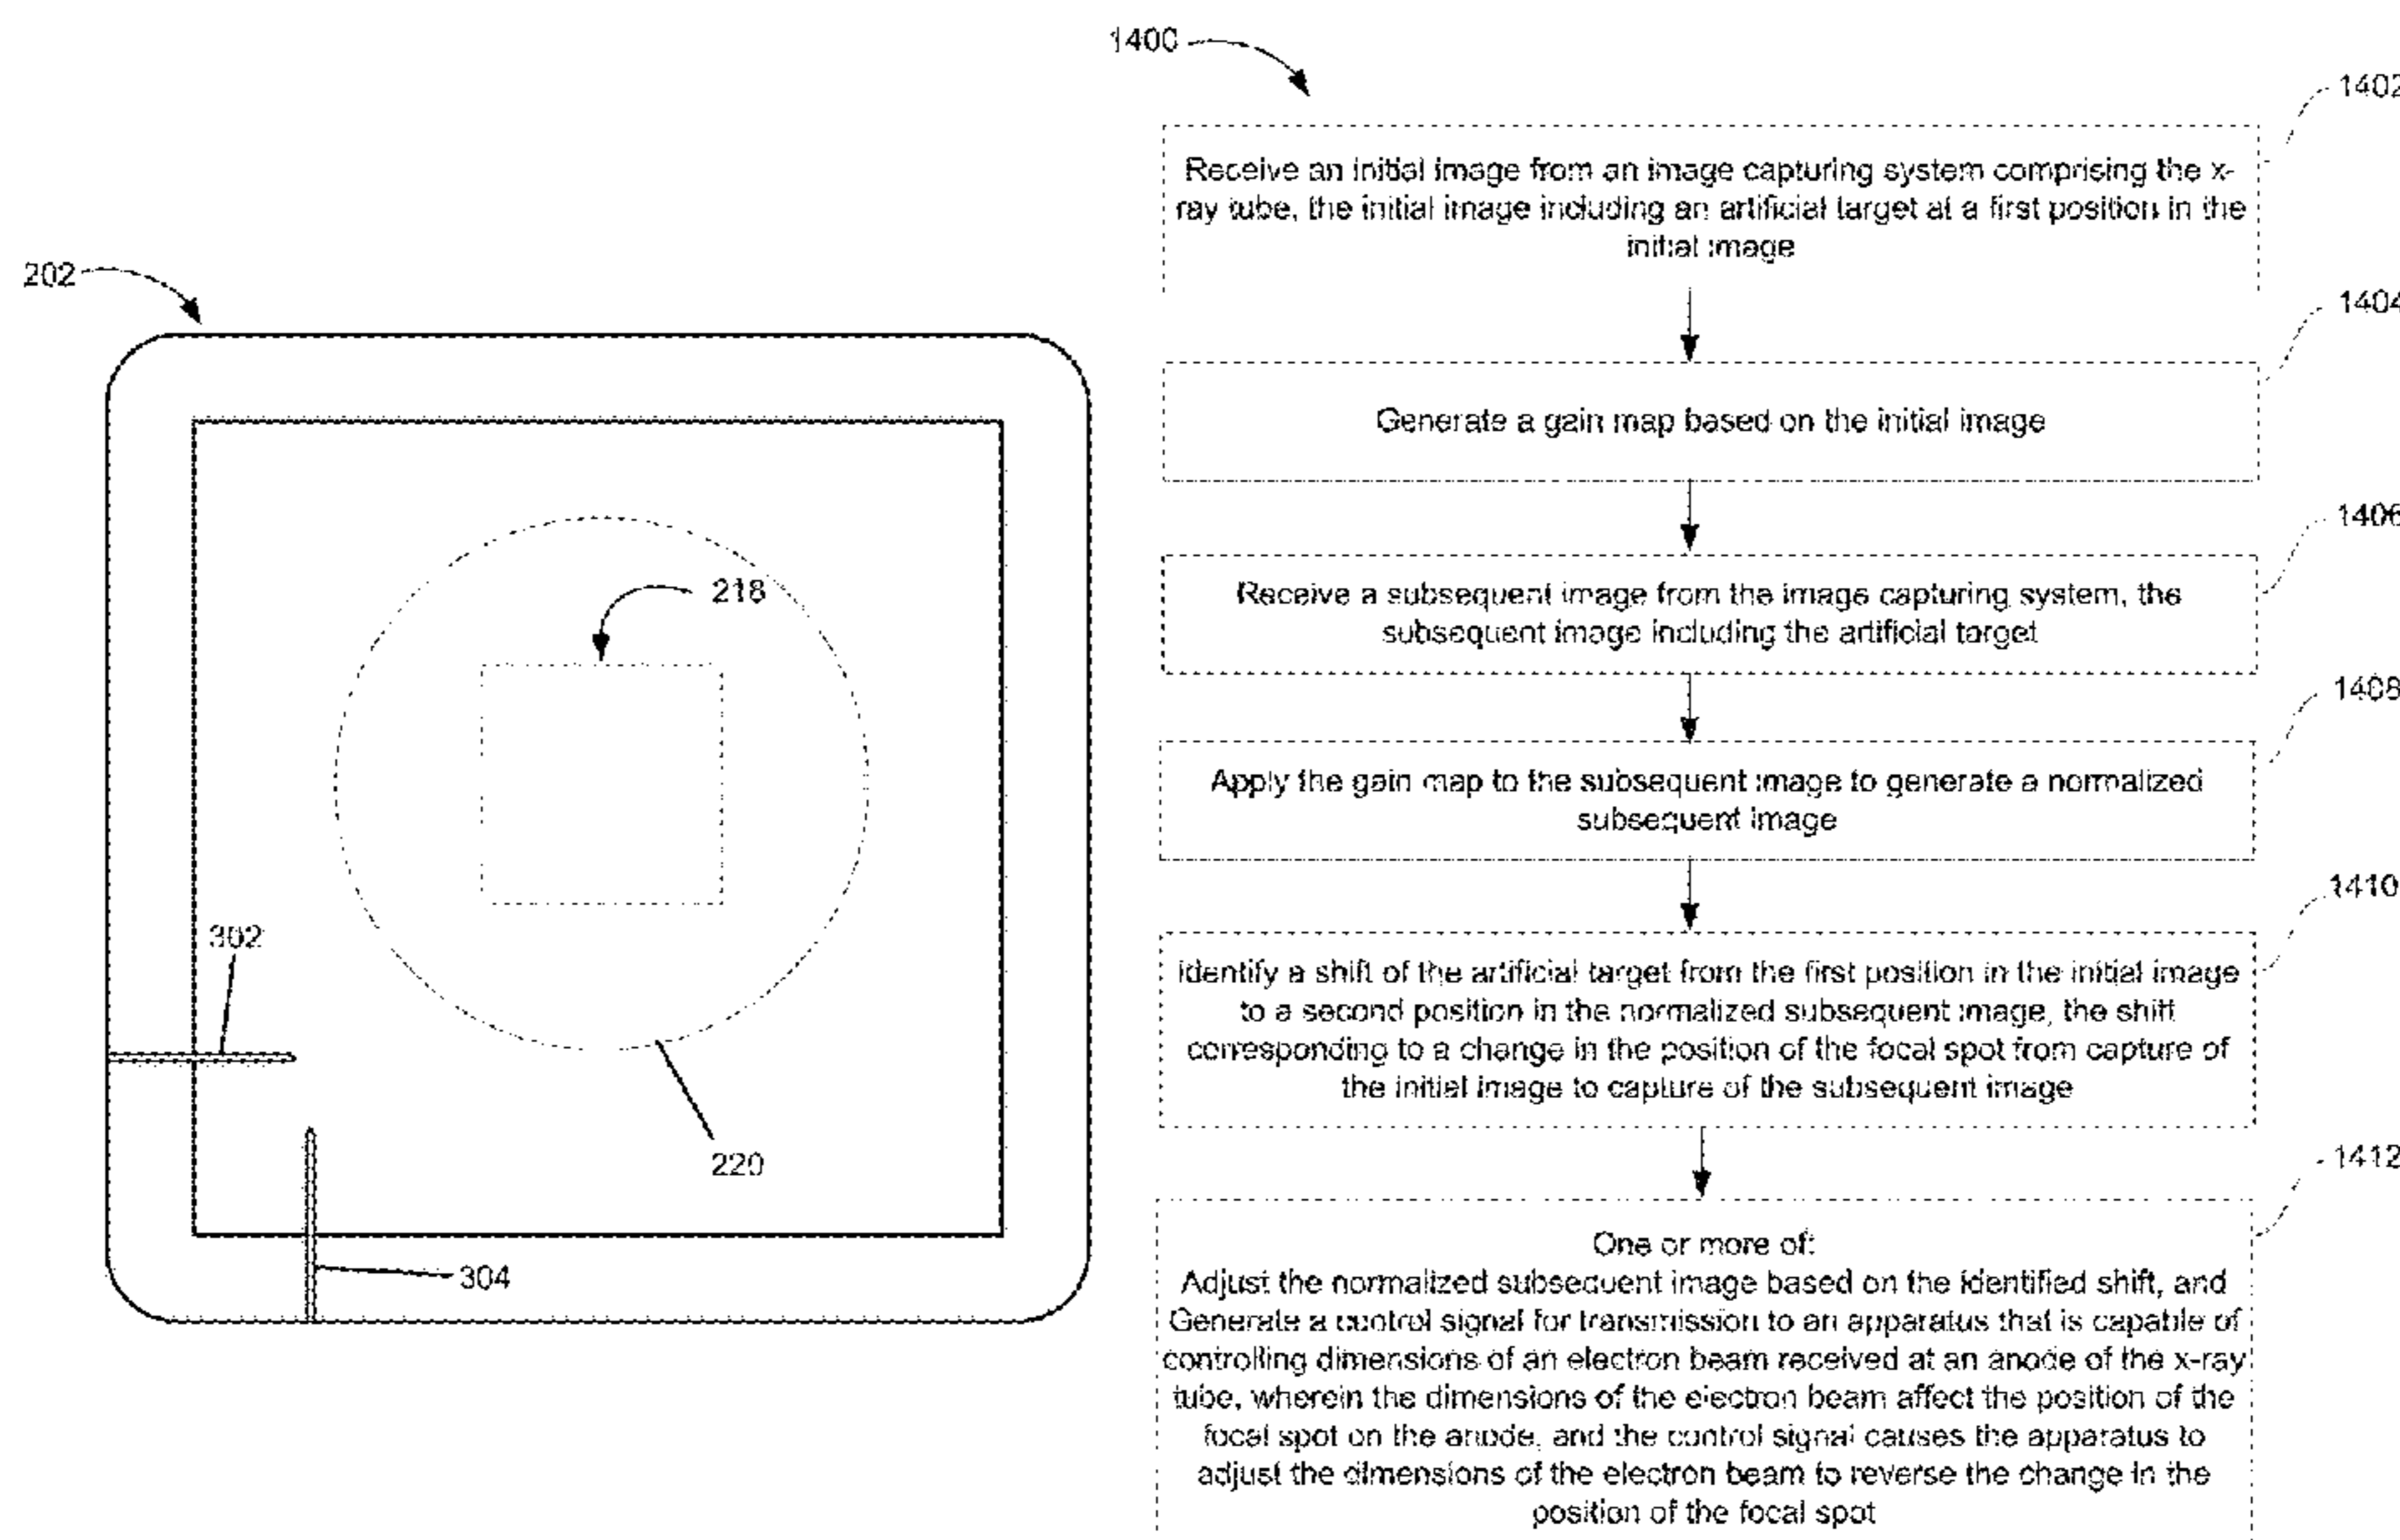 202
218
302
220
304
1400
1402
Receive an initial image from an image capturing system comprising the x-
ray tube, the initial image including an artificial target at a first position in the
initial image
1404
Generate a gain map based on the initial image
1406
Receive a subsequent image from the image capturing system, the
subsequent image including the artificial target
1408
Apply the gain map to the subsequent image to generate a normalized
subsequent image
1410
Identify a shift of the artificial target from the first position in the initial image
to a second position in the normalized subsequent image, the shift
corresponding to a change in the position of the focal spot from capture of
the initial image to capture of the subsequent image
1412
One or more of:
Adjust the normalized subsequent image based on the identified shift, and
Generate a control signal for transmission to an apparatus that is capable of
controlling dimensions of an electron beam received at an anode of the x-ray
tube, wherein the dimensions of the electron beam affect the position of the
focal spot on the anode, and the control signal causes the apparatus to
adjust the dimensions of the electron beam to reverse the change in the
position of the focal spot